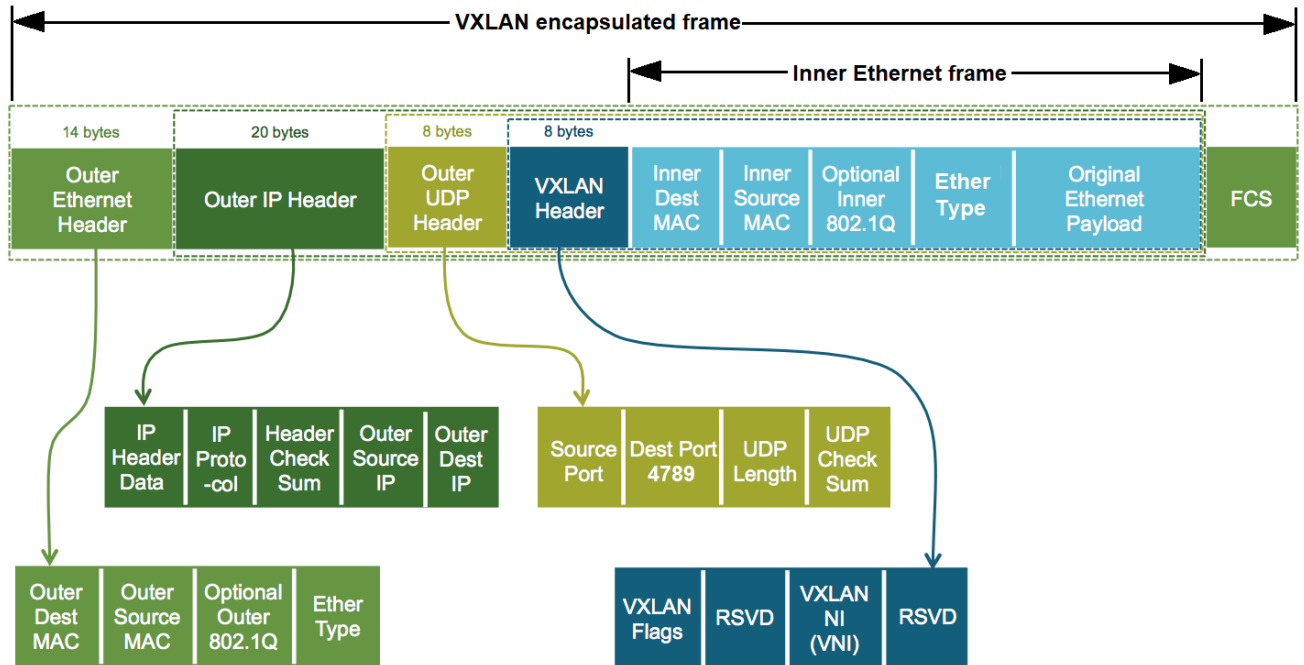 VXLAN encapsulated frame
Inner Ethernet frame
14 bytes
20 bytes
8 bytes
8 bytes
Outer
Ethernet
Header
Outer IP Header
Outer
UDP
Header
VXLAN
Header
Inner
Dest
MAC
Inner
Source
MAC
Optional
Inner
802.1Q
Ether
Type
Original
Ethernet
Payload
FCS
IP
Header
Data
IP
Proto
-col
Header
Check
Sum
Outer
Source
IP
Outer
Dest
IP
Source
Port
Dest Port
4789
UDP
Length
UDP
Check
Sum
Outer
Dest
MAC
Outer
Source
MAC
Optional
Outer
802.1Q
Ether
Type
VXLAN
Flags
RSVD
VXLAN
NI
(VNI)
RSVD